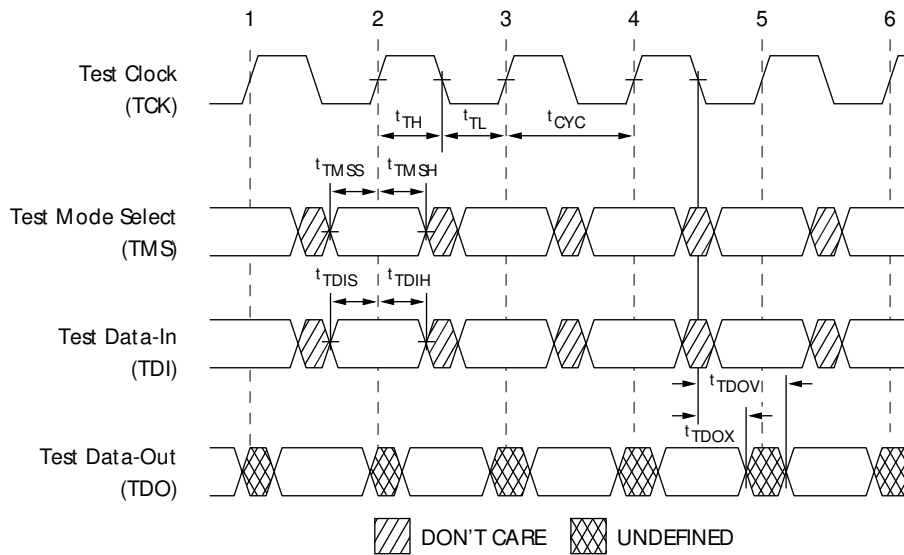 1 2 3 4 5 6
Test Clock
(TCK)
tTH tTL tCYC
tTMSS tTMSH
Test Mode Select
(TMS)
tTDIS tTDIH
Test Data-In
(TDI)
tTDOV
tTDOX
Test Data-Out
(TDO)
DON'T CARE UNDEFINED